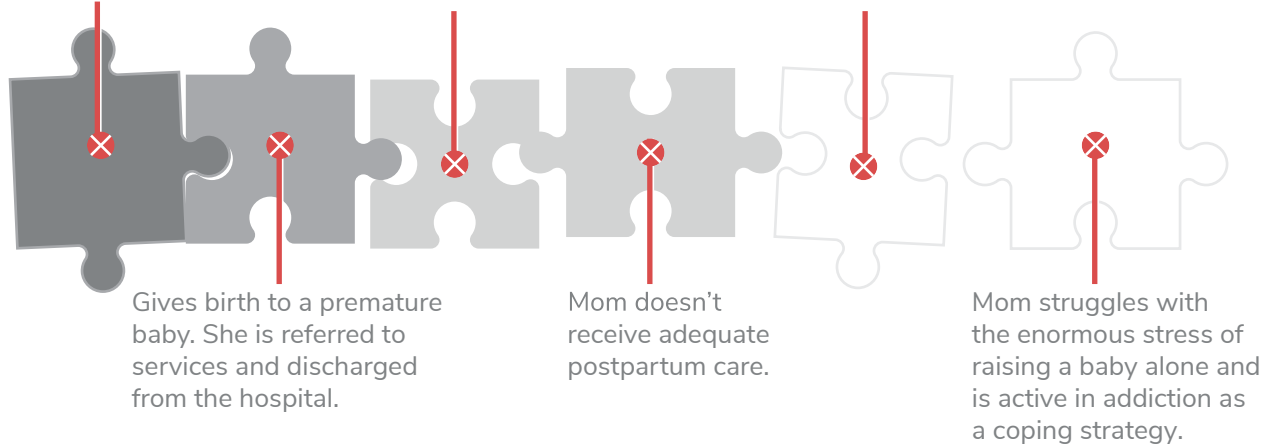 Gives birth to a premature
baby. She is referred to
services and discharged
from the hospital.
Mom doesn’t
receive adequate
postpartum care.
Mom struggles with
the enormous stress of
raising a baby alone and
is active in addiction as
a coping strategy.